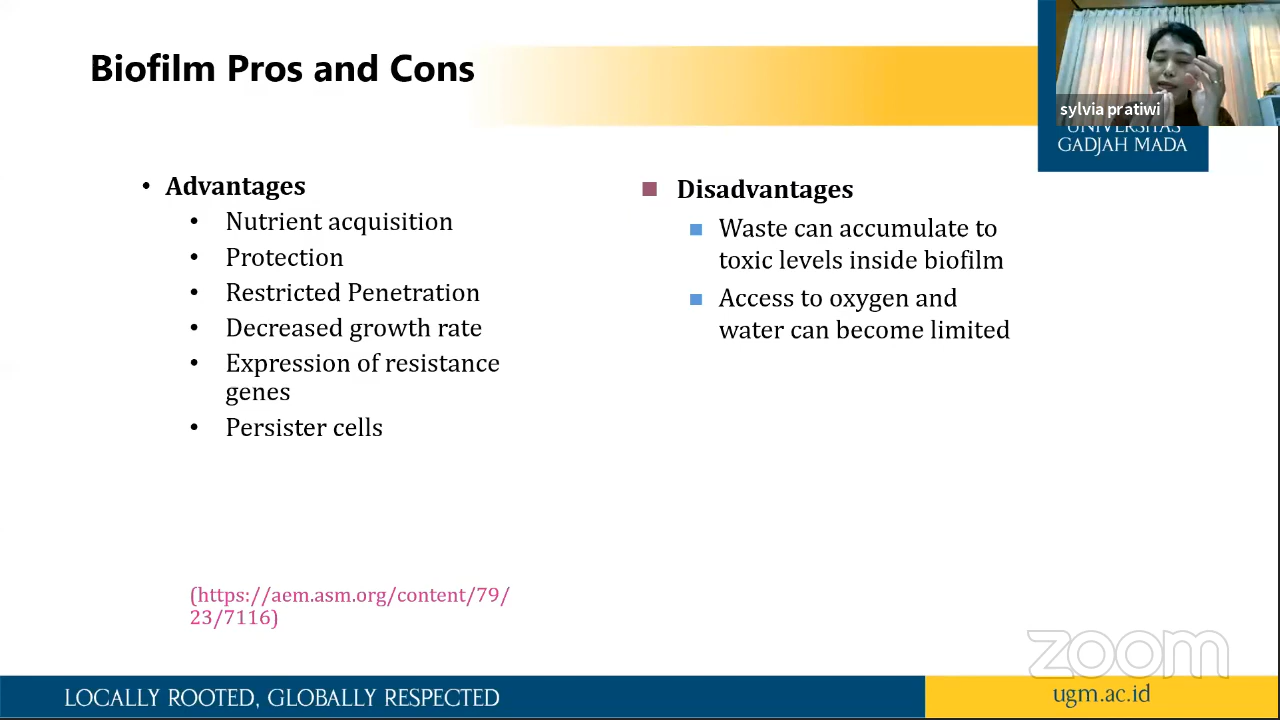 Biofilm Pros and Cons
sylvia pratiwi
UNIVERSITAS
GADJAH MADA
• Advantages
• Nutrient acquisition
• Protection
• Restricted Penetration
• Decreased growth rate
• Expression of resistance
genes
• Persister cells
(https://aem.asm.org/content/79/
23/7116)
Disadvantages
Waste can accumulate to
toxic levels inside biofilm
Access to oxygen and
water can become limited
zoom
LOCALLY ROOTED, GLOBALLY RESPECTED
ugm.ac.id